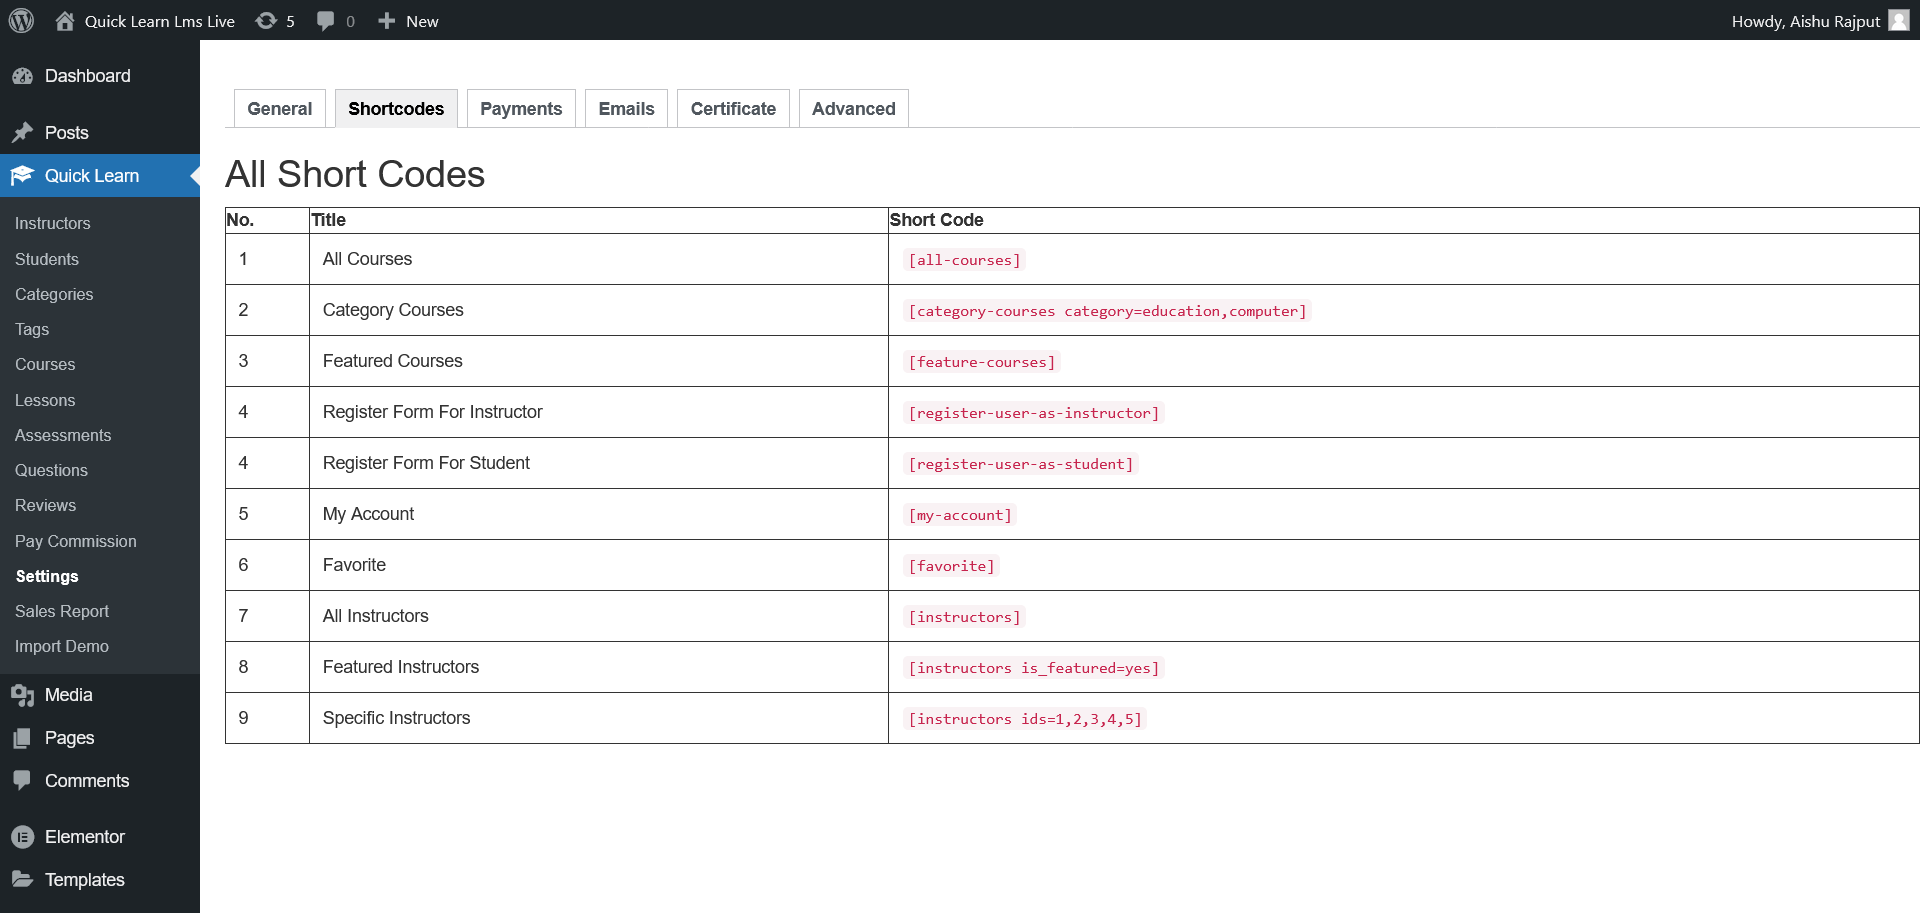 Quick Learn Lms Live 5 0 New Howdy, Aishu Rajput
Dashboard
Posts
Quick Learn
Instructors
Students
Categories
Tags
Courses
Lessons
Assessments
Questions
Reviews
Pay Commission
Settings
Sales Report
Import Demo
Media
Pages
Comments
Elementor
Templates
General Shortcodes Payments Emails Certificate Advanced
All Short Codes
No. Title Short Code
1 All Courses [all-courses]
2 Category Courses [category-courses category=education,computer]
3 Featured Courses [feature-courses]
4 Register Form For Instructor [register-user-as-instructor]
4 Register Form For Student [register-user-as-student]
5 My Account [my-account]
6 Favorite [favorite]
7 All Instructors [instructors]
8 Featured Instructors [instructors is_featured=yes]
9 Specific Instructors [instructors ids=1,2,3,4,5]